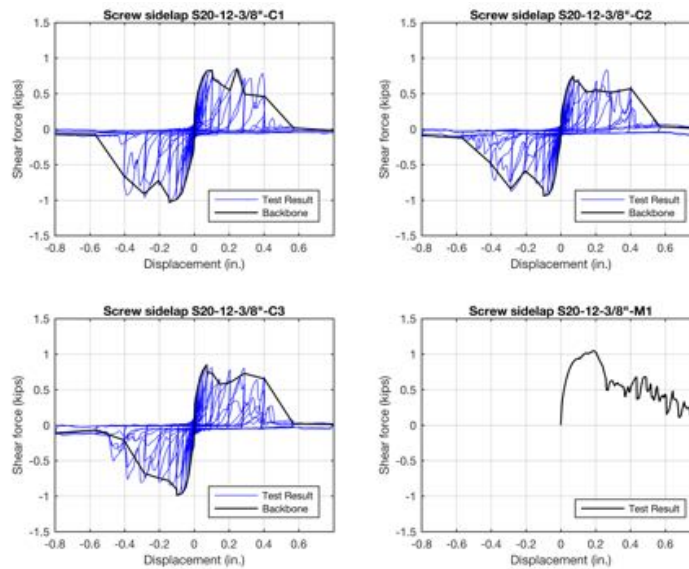 Screw sidelap S20-12-3/8"-C1
Shear force (kips)
1.5
1
0.5
0
-0.5
-1
-1.5
Test Result
Backbone
-0.8 -0.6 -0.4 -0.2 0 0.2 0.4 0.6 0.8
Displacement (in.)
Screw sidelap S20-12-3/8"-C2
Shear force (kips)
1.5
1
0.5
0
-0.5
-1
-1.5
Test Result
Backbone
-0.8 -0.6 -0.4 -0.2 0 0.2 0.4 0.6
Displacement (in.)
Screw sidelap S20-12-3/8"-C3
Shear force (kips)
1.5
1
0.5
0
-0.5
-1
-1.5
Test Result
Backbone
-0.8 -0.6 -0.4 -0.2 0 0.2 0.4 0.6 0.8
Displacement (in.)
Screw sidelap S20-12-3/8"-M1
Shear force (kips)
1.5
1
0.5
0
-0.5
-1
-1.5
Test Result
-0.8 -0.6 -0.4 -0.2 0 0.2 0.4 0.6
Displacement (in.)